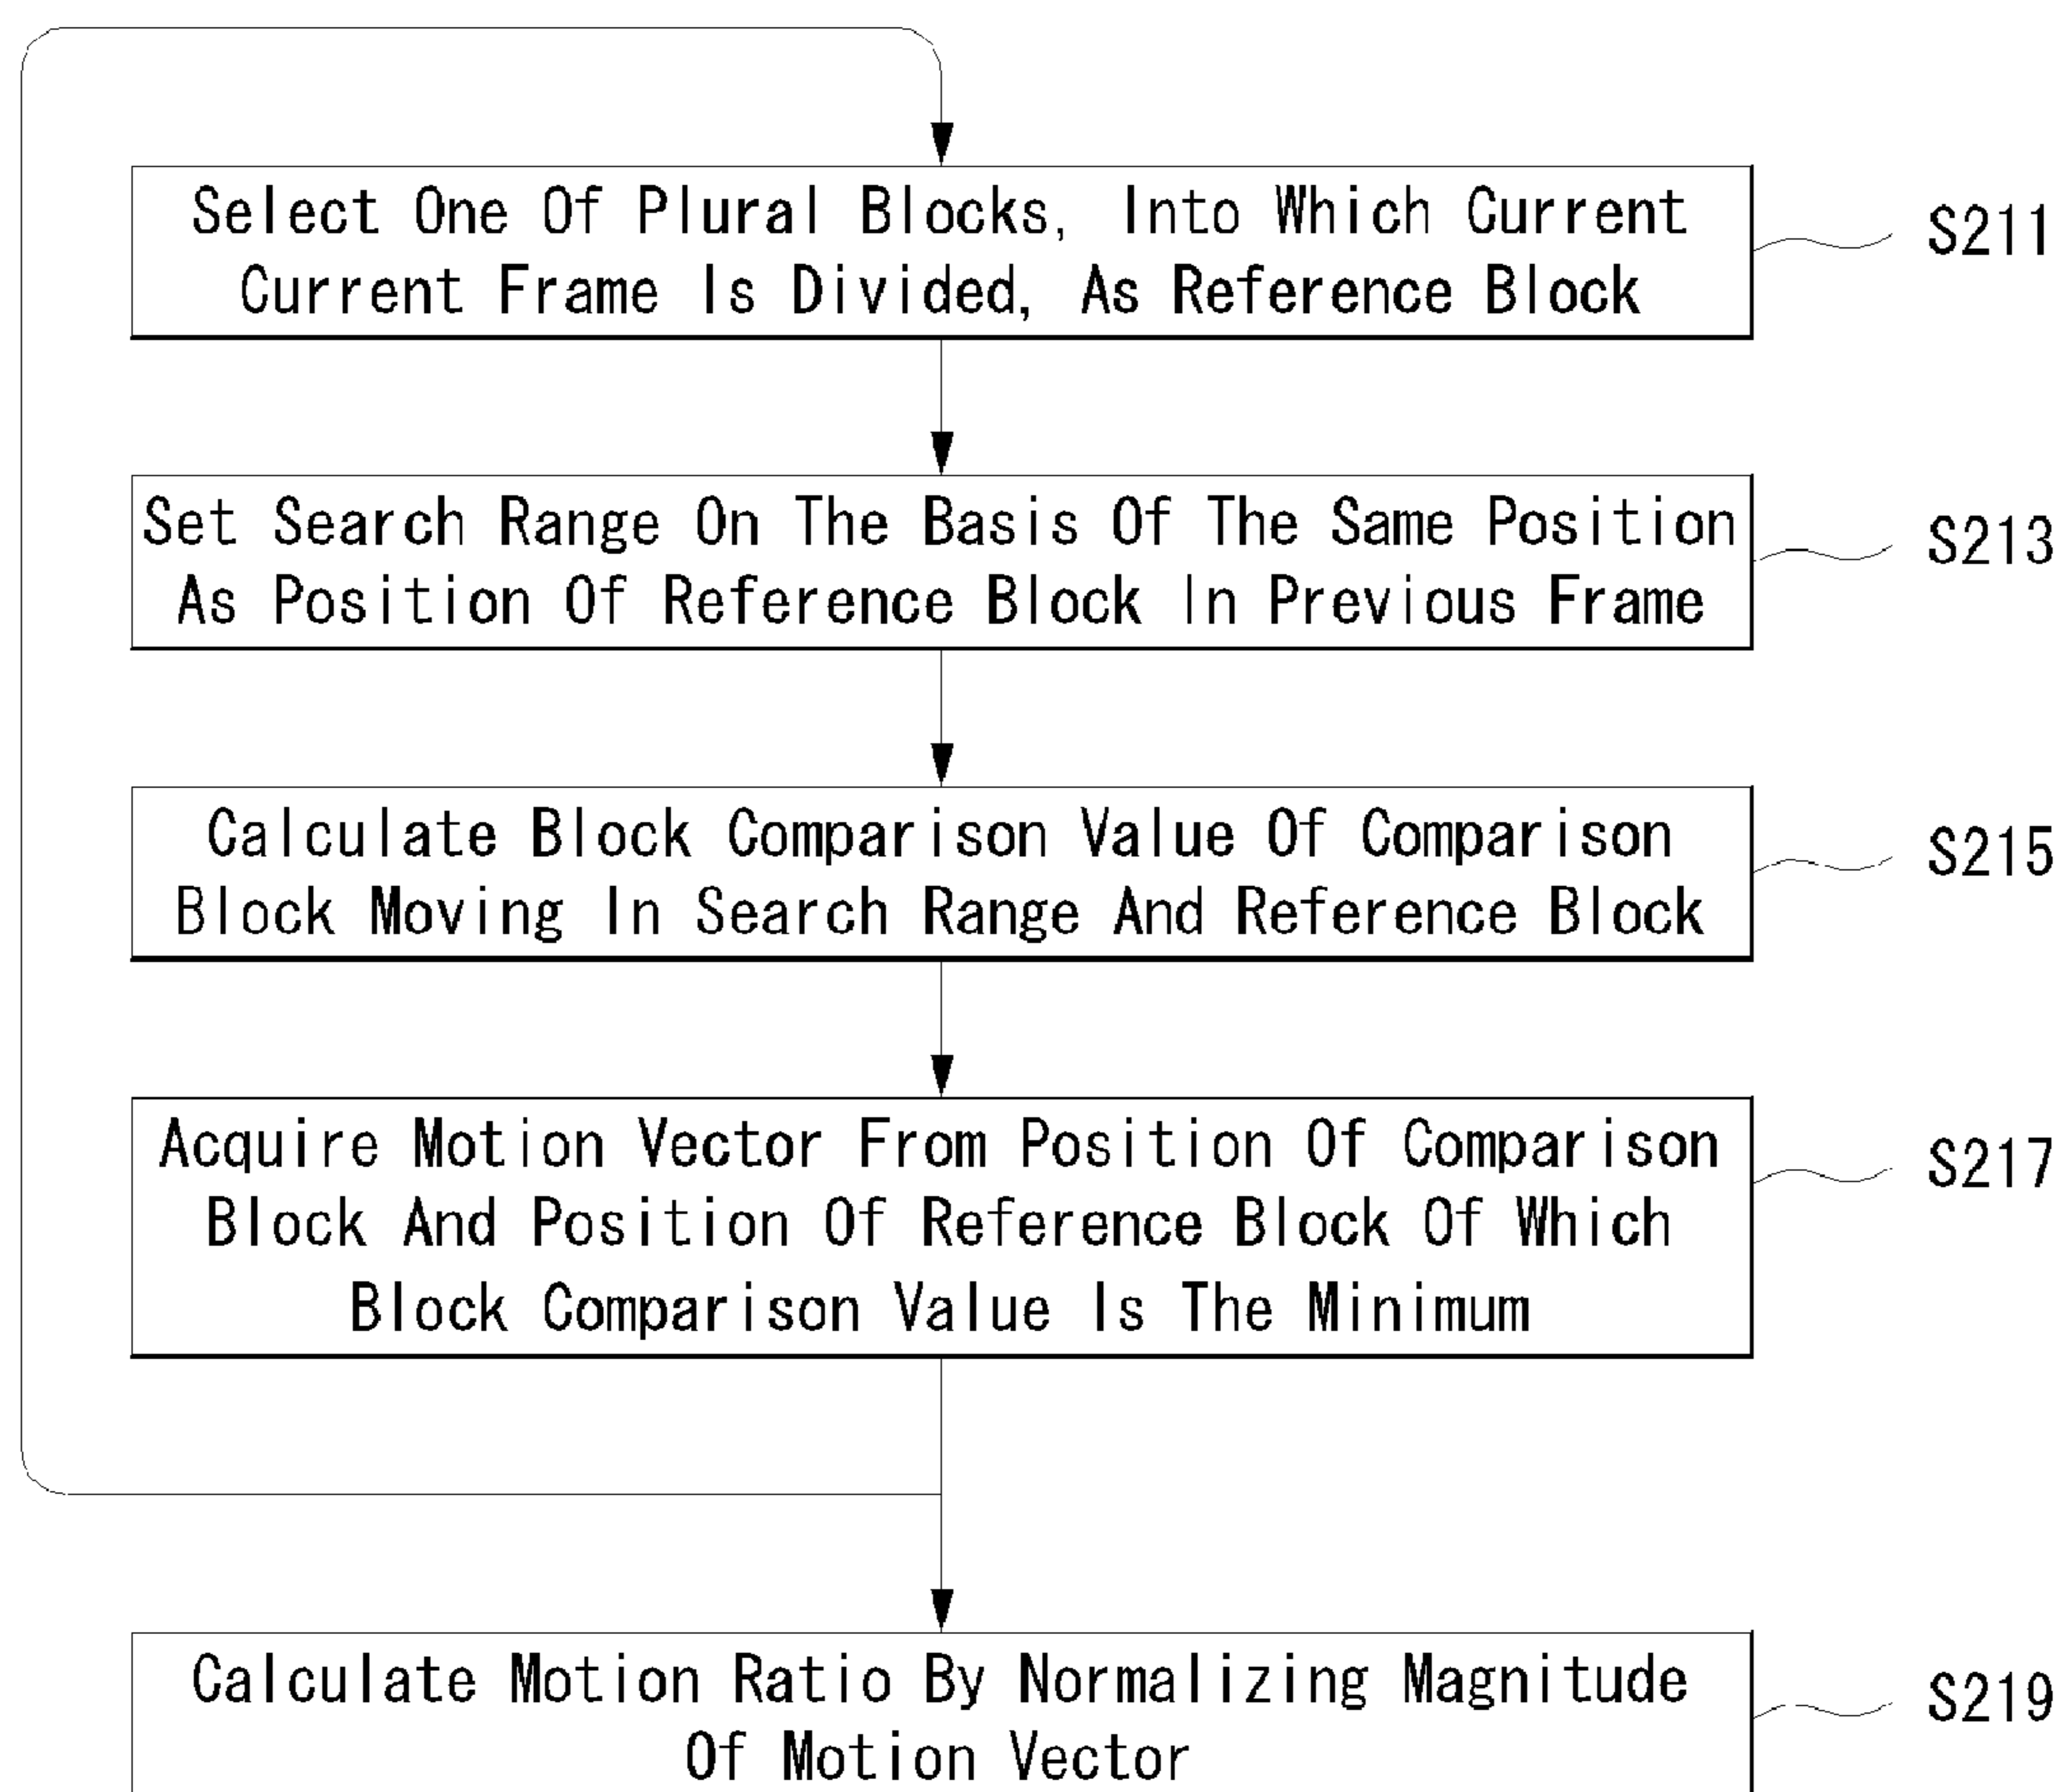 Select One Of Plural Blocks, Into Which Current
Current Frame Is Divided, As Reference Block
S211
Set Search Range On The Basis Of The Same Position
As Position Of Reference Block In Previous Frame
S213
Calculate Block Comparison Value Of Comparison
Block Moving In Search Range And Reference Block
S215
Acquire Motion Vector From Position Of Comparison
Block And Position Of Reference Block Of Which
Block Comparison Value Is The Minimum
S217
Calculate Motion Ratio By Normalizing Magnitude
Of Motion Vector
S219